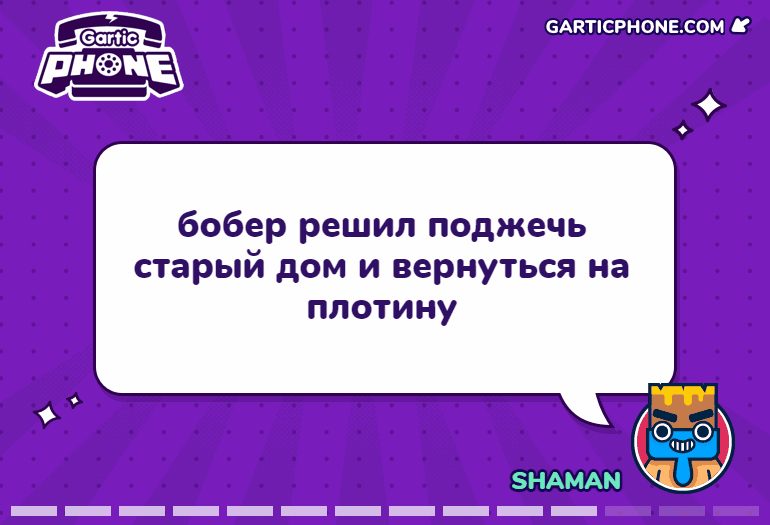 Gartic
PHONE
GARTICPHONE.COM
бобер решил поджечь
старый дом и вернуться на
плотину
SHAMAN